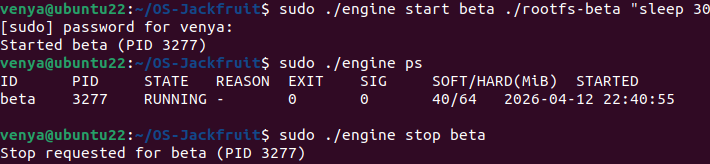 venya@ubuntu22:~/OS-Jackfruit$ sudo ./engine start beta ./rootfs-beta "sleep 30
[sudo] password for venya:
Started beta (PID 3277)
venya@ubuntu22:~/OS-Jackfruit$ sudo ./engine ps
ID PID STATE REASON EXIT SIG SOFT/HARD(MiB) STARTED
beta 3277 RUNNING - 0 0 40/64 2026-04-12 22:40:55
venya@ubuntu22:~/OS-Jackfruit$ sudo ./engine stop beta
Stop requested for beta (PID 3277)